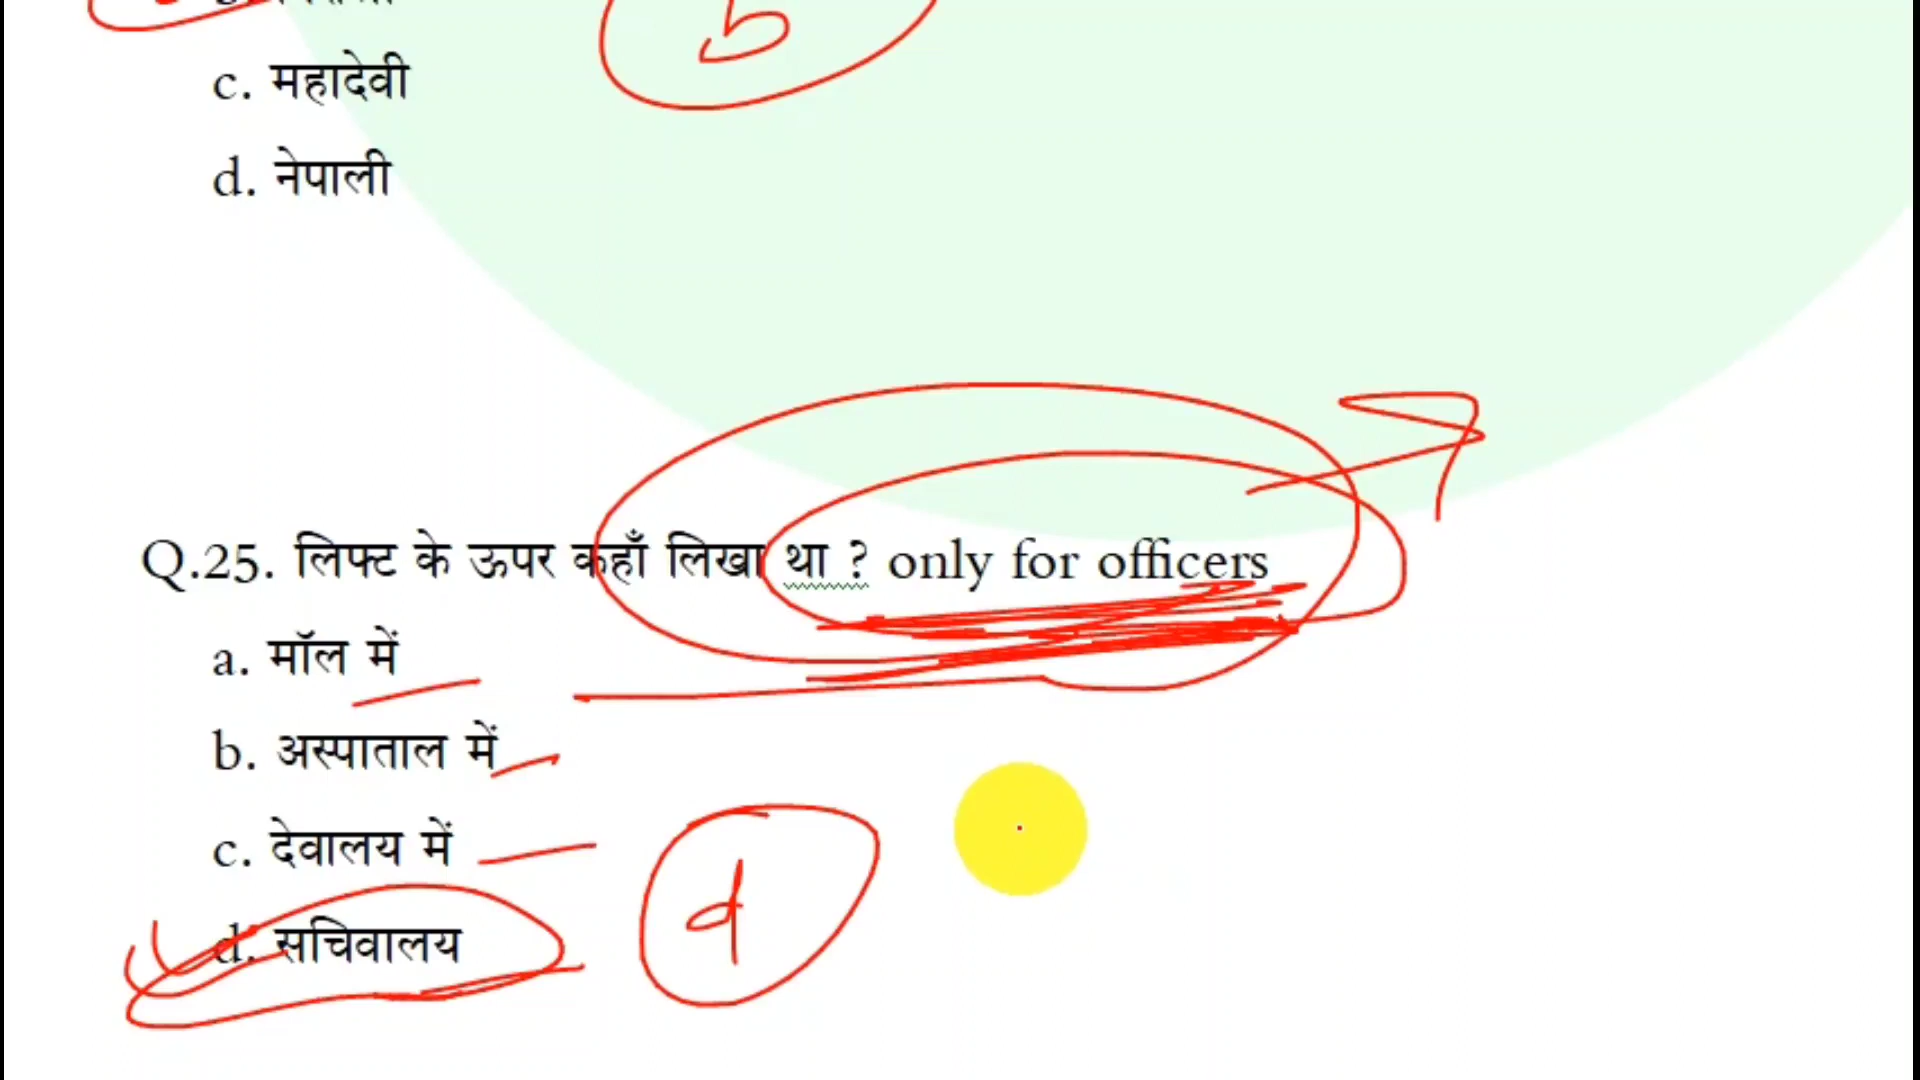 b
c. महादेवी
d. नेपाली
Q.25. लिफ्ट के ऊपर कहाँ लिखा था ? only for officers
a. मॉल में
b. अस्पाताल में
c. देवालय में
d. सचिवालय
d